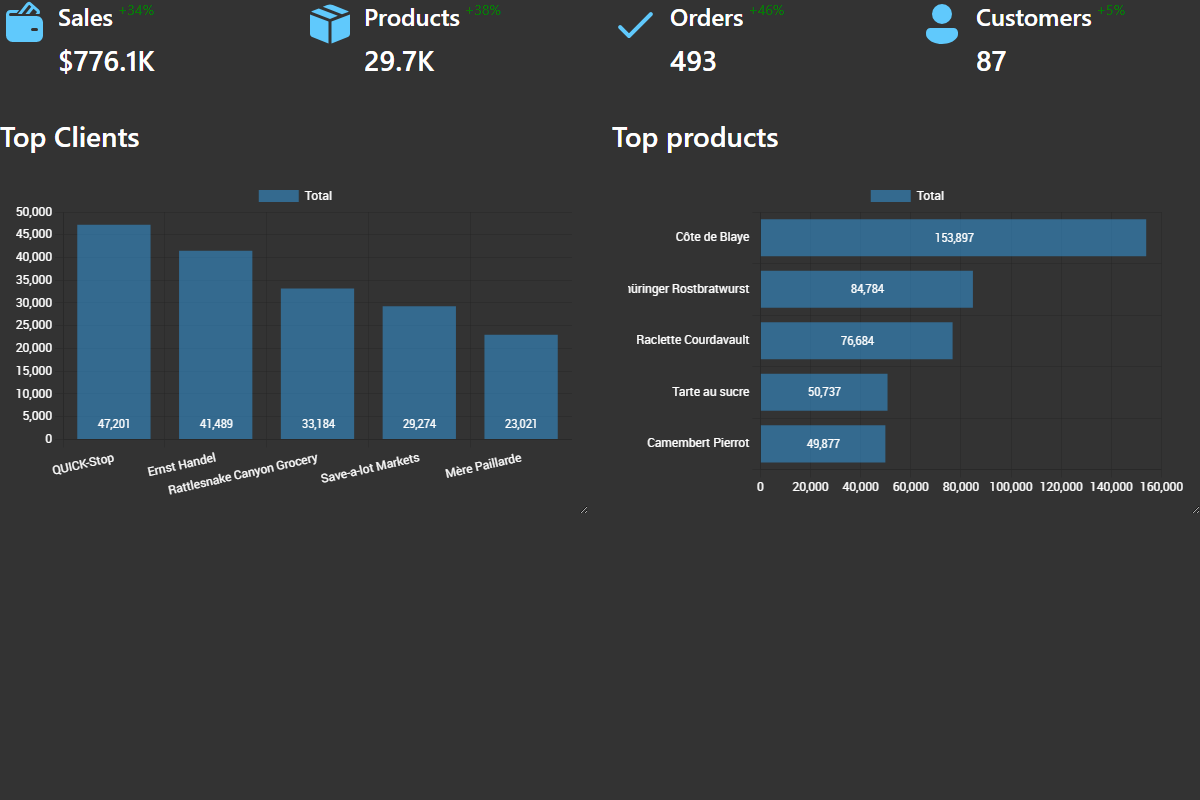 Sales +34%
$776.1K
Products +38%
29.7K
Orders +46%
493
Customers +5%
87
Top Clients
Total
50,000
45,000
40,000
35,000
30,000
25,000
20,000
15,000
10,000
5,000
0
47,201
41,489
33,184
29,274
23,021
QUICK-Stop
Ernst Handel
Rattlesnake Canyon Grocery
Save-a-lot Markets
Mère Paillarde
Top products
Total
Côte de Blaye
153,897
nüringer Rostbratwurst
84,784
Raclette Courdavault
76,684
Tarte au sucre
50,737
Camembert Pierrot
49,877
0 20,000 40,000 60,000 80,000 100,000 120,000 140,000 160,000